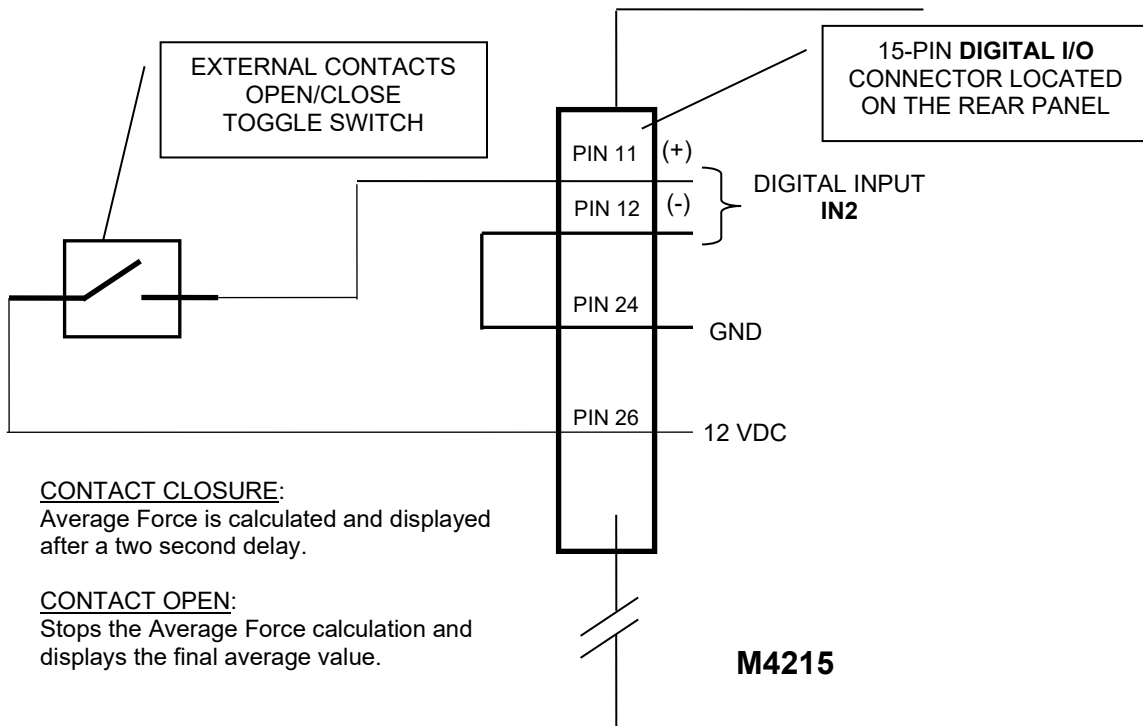 EXTERNAL CONTACTS
OPEN/CLOSE
TOGGLE SWITCH
15-PIN DIGITAL I/O
CONNECTOR LOCATED
ON THE REAR PANEL
PIN 11 (+)
PIN 12 (-)
DIGITAL INPUT
IN2
PIN 24
GND
PIN 26
12 VDC
CONTACT CLOSURE:
Average Force is calculated and displayed
after a two second delay.
CONTACT OPEN:
Stops the Average Force calculation and
displays the final average value.
M4215